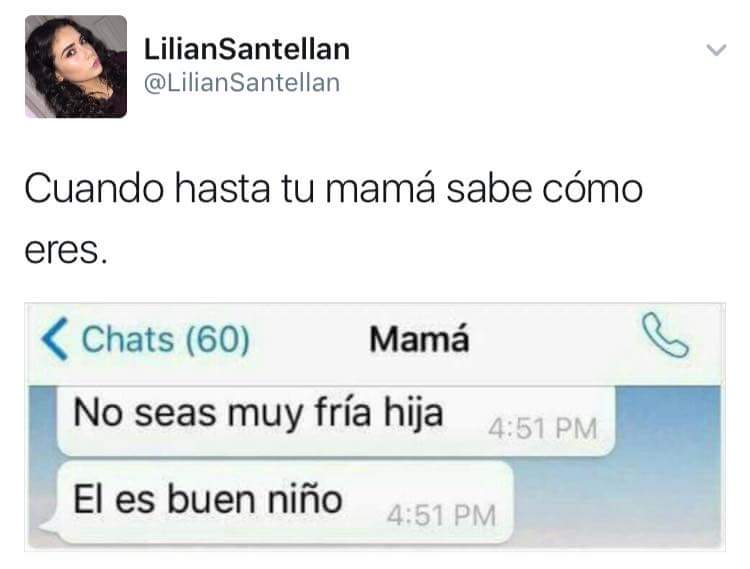 LilianSantellan
@LilianSantellan
Cuando hasta tu mamá sabe cómo
eres.
Chats (60) Mamá
No seas muy fría hija 4:51 PM
El es buen niño 4:51 PM